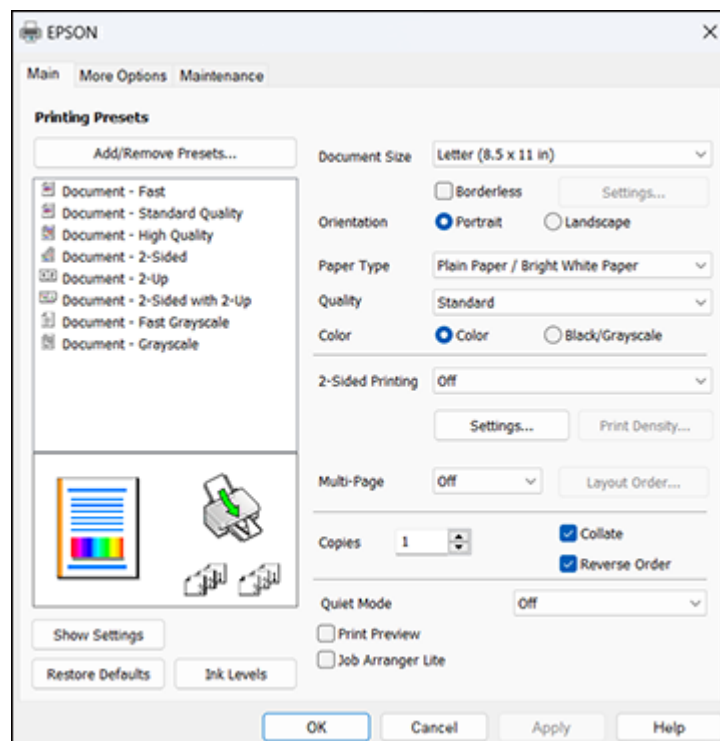 EPSON
Main More Options Maintenance
Printing Presets
Add/Remove Presets...
Document - Fast
Document - Standard Quality
Document - High Quality
Document - 2-Sided
Document - 2-Up
Document - 2-Sided with 2-Up
Document - Fast Grayscale
Document - Grayscale
Show Settings
Restore Defaults Ink Levels
Document Size Letter (8.5 x 11 in)
Borderless Settings...
Orientation Portrait Landscape
Paper Type Plain Paper / Bright White Paper
Quality Standard
Color Color Black/Grayscale
2-Sided Printing Off
Settings... Print Density...
Multi-Page Off Layout Order...
Copies 1 Collate
Reverse Order
Quiet Mode Off
Print Preview
Job Arranger Lite
OK Cancel Apply Help